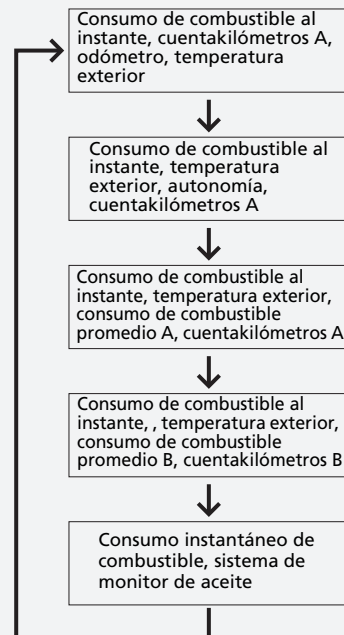 Consumo de combustible al
instante, cuentakilómetros A,
odómetro, temperatura
exterior
Consumo de combustible al
instante, temperatura
exterior, autonomía,
cuentakilómetros A
Consumo de combustible al
instante, temperatura exterior,
consumo de combustible
promedio A, cuentakilómetros A
Consumo de combustible al
instante, , temperatura exterior,
consumo de combustible
promedio B, cuentakilómetros B
Consumo instantáneo de
combustible, sistema de
monitor de aceite